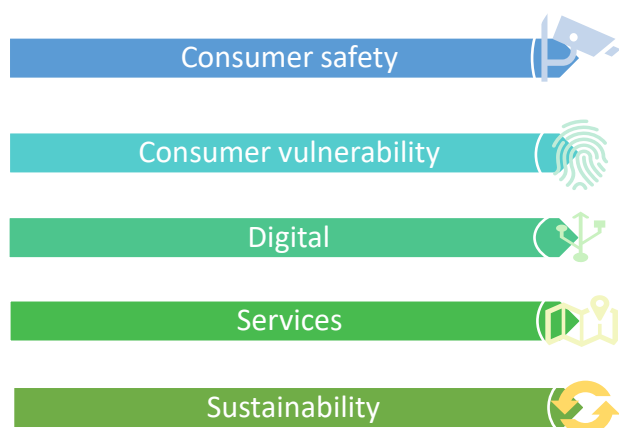 Consumer safety
Consumer vulnerability
Digital
Services
Sustainability